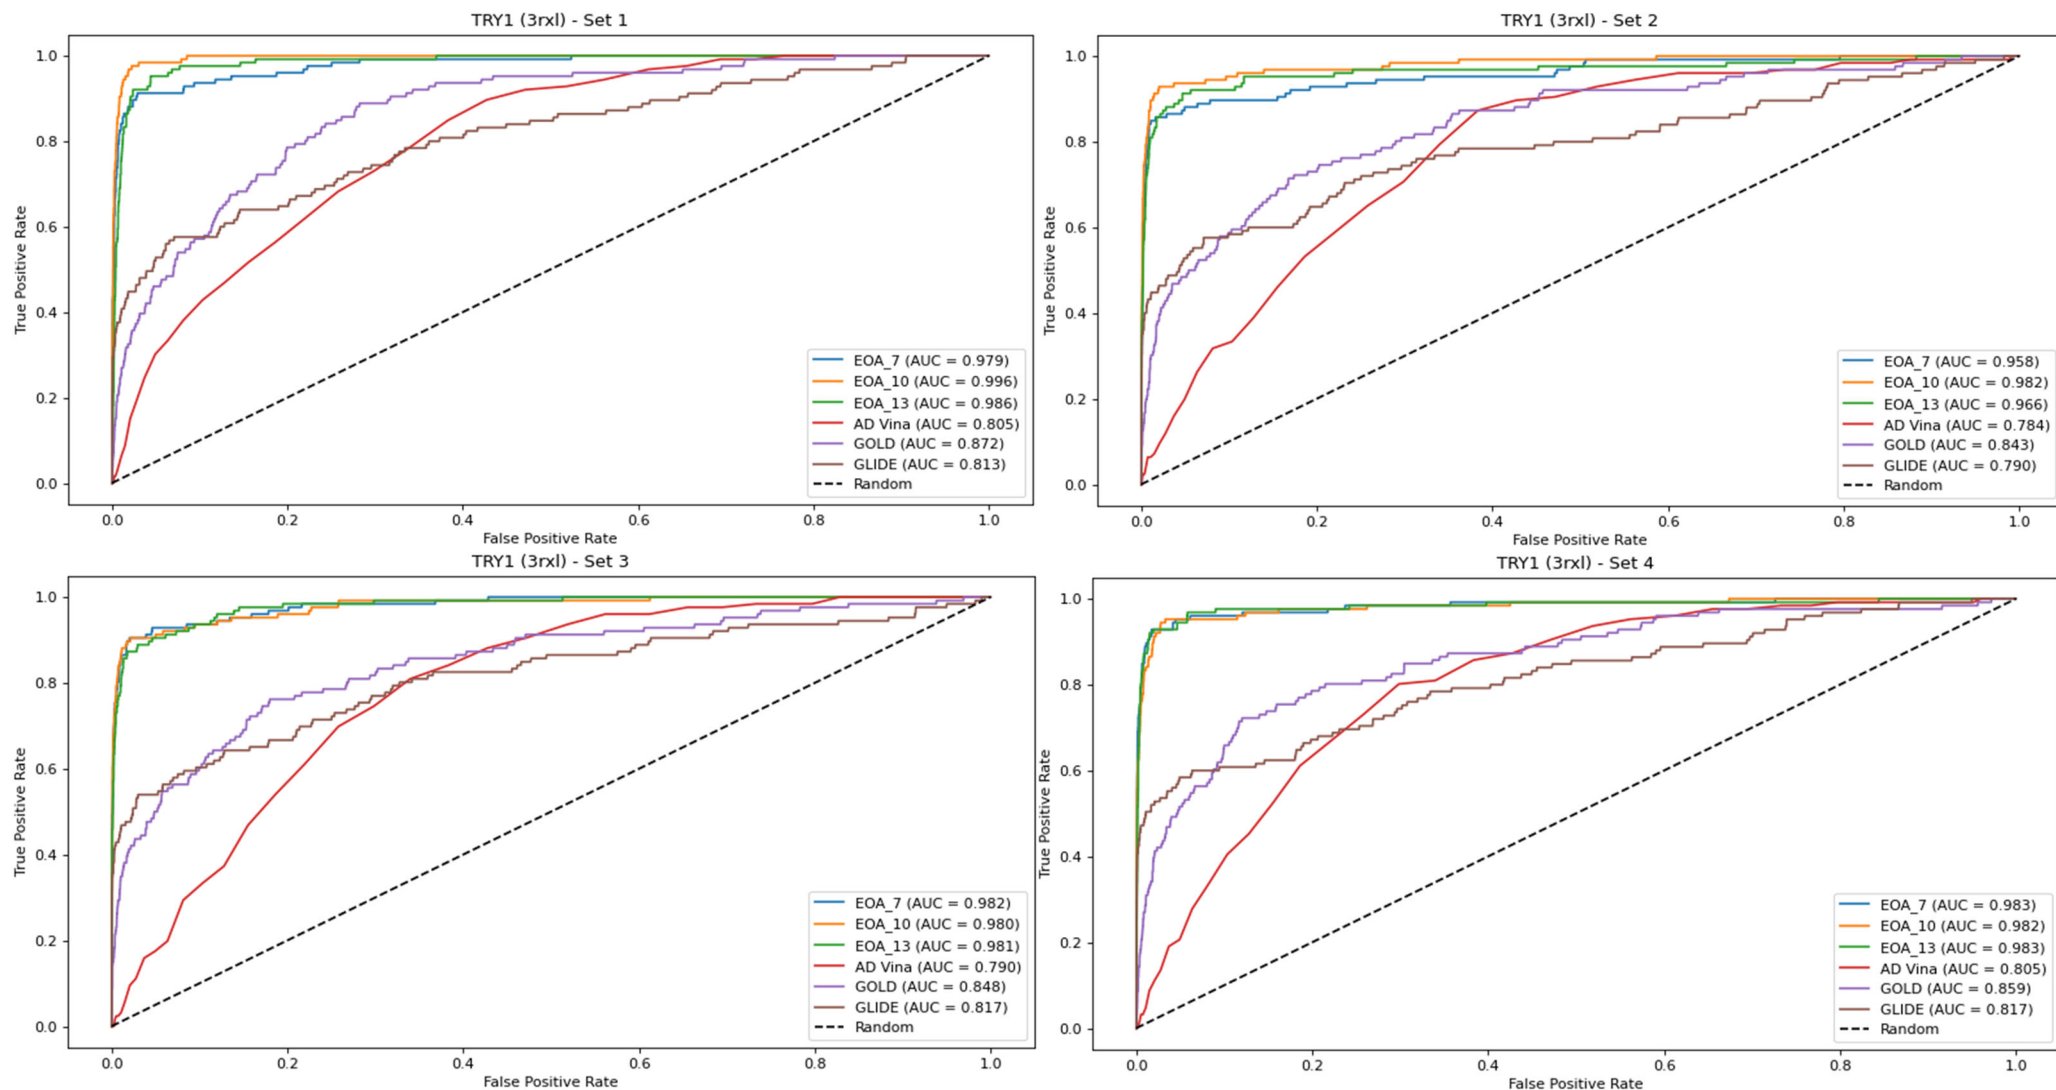 TRY1 (3rxl) - Set 1
True Positive Rate
1.0
0.8
0.6
0.4
0.2
0.0
EOA_7 (AUC = 0.979)
EOA_10 (AUC = 0.996)
EOA_13 (AUC = 0.986)
AD Vina (AUC = 0.805)
GOLD (AUC = 0.872)
GLIDE (AUC = 0.813)
Random
0.0 0.2 0.4 0.6 0.8 1.0
False Positive Rate
TRY1 (3rxl) - Set 2
True Positive Rate
1.0
0.8
0.6
0.4
0.2
0.0
EOA_7 (AUC = 0.958)
EOA_10 (AUC = 0.982)
EOA_13 (AUC = 0.966)
AD Vina (AUC = 0.784)
GOLD (AUC = 0.843)
GLIDE (AUC = 0.790)
Random
0.0 0.2 0.4 0.6 0.8 1.0
False Positive Rate
TRY1 (3rxl) - Set 3
True Positive Rate
1.0
0.8
0.6
0.4
0.2
0.0
EOA_7 (AUC = 0.982)
EOA_10 (AUC = 0.980)
EOA_13 (AUC = 0.981)
AD Vina (AUC = 0.790)
GOLD (AUC = 0.848)
GLIDE (AUC = 0.817)
Random
0.0 0.2 0.4 0.6 0.8 1.0
False Positive Rate
TRY1 (3rxl) - Set 4
True Positive Rate
1.0
0.8
0.6
0.4
0.2
0.0
EOA_7 (AUC = 0.983)
EOA_10 (AUC = 0.982)
EOA_13 (AUC = 0.983)
AD Vina (AUC = 0.805)
GOLD (AUC = 0.859)
GLIDE (AUC = 0.817)
Random
0.0 0.2 0.4 0.6 0.8 1.0
False Positive Rate